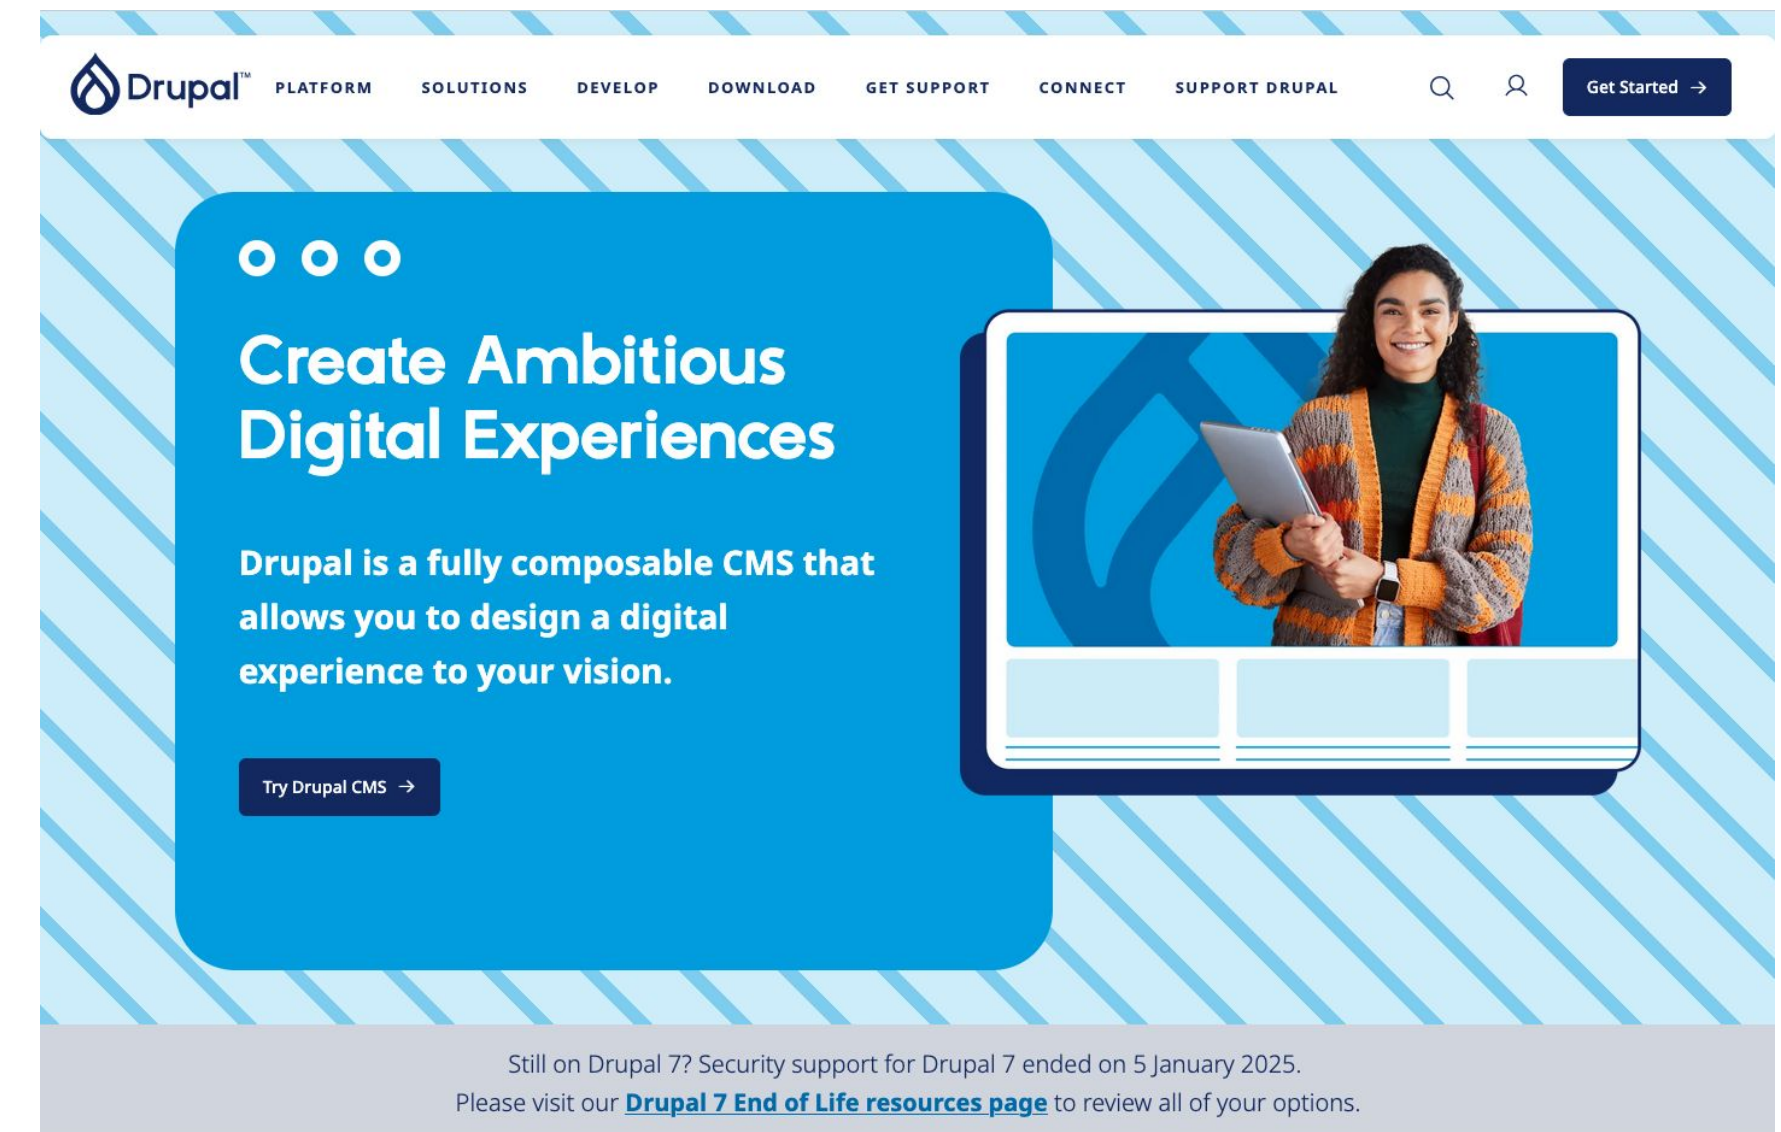 Drupal™
PLATFORM
SOLUTIONS
DEVELOP
DOWNLOAD
GET SUPPORT
CONNECT
SUPPORT DRUPAL
Get Started →
Create Ambitious
Digital Experiences
Drupal is a fully composable CMS that
allows you to design a digital
experience to your vision.
Try Drupal CMS →
Still on Drupal 7? Security support for Drupal 7 ended on 5 January 2025.
Please visit our Drupal 7 End of Life resources page to review all of your options.